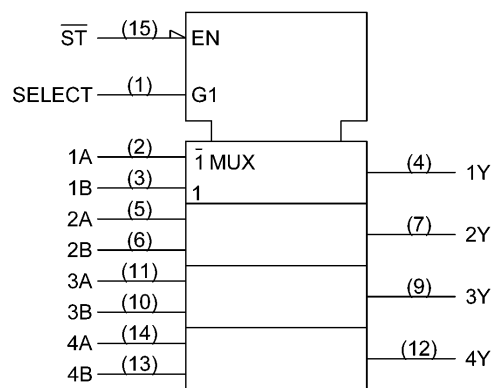 S̅T̅ (15) EN
SELECT (1) G1
1A (2) 1̅ MUX (4) 1Y
1B (3) 1
2A (5) (7) 2Y
2B (6)
3A (11) (9) 3Y
3B (10)
4A (14) (12) 4Y
4B (13)